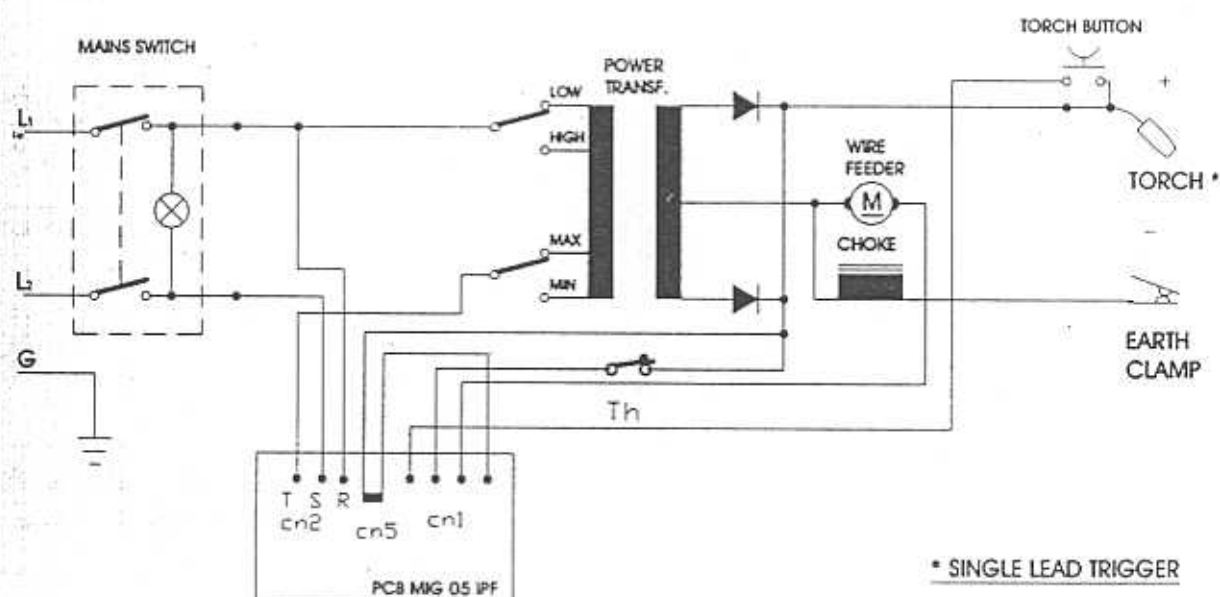 TORCH BUTTON
MAINS SWITCH
POWER
TRANSF.
LOW
HIGH
+
L1
WIRE
FEEDER
M
TORCH *
CHOKE
MAX
MIN
-
L2
EARTH
CLAMP
G
Th
T S R
cn2
cn5
cn1
PCB MIG 05 IPF
* SINGLE LEAD TRIGGER